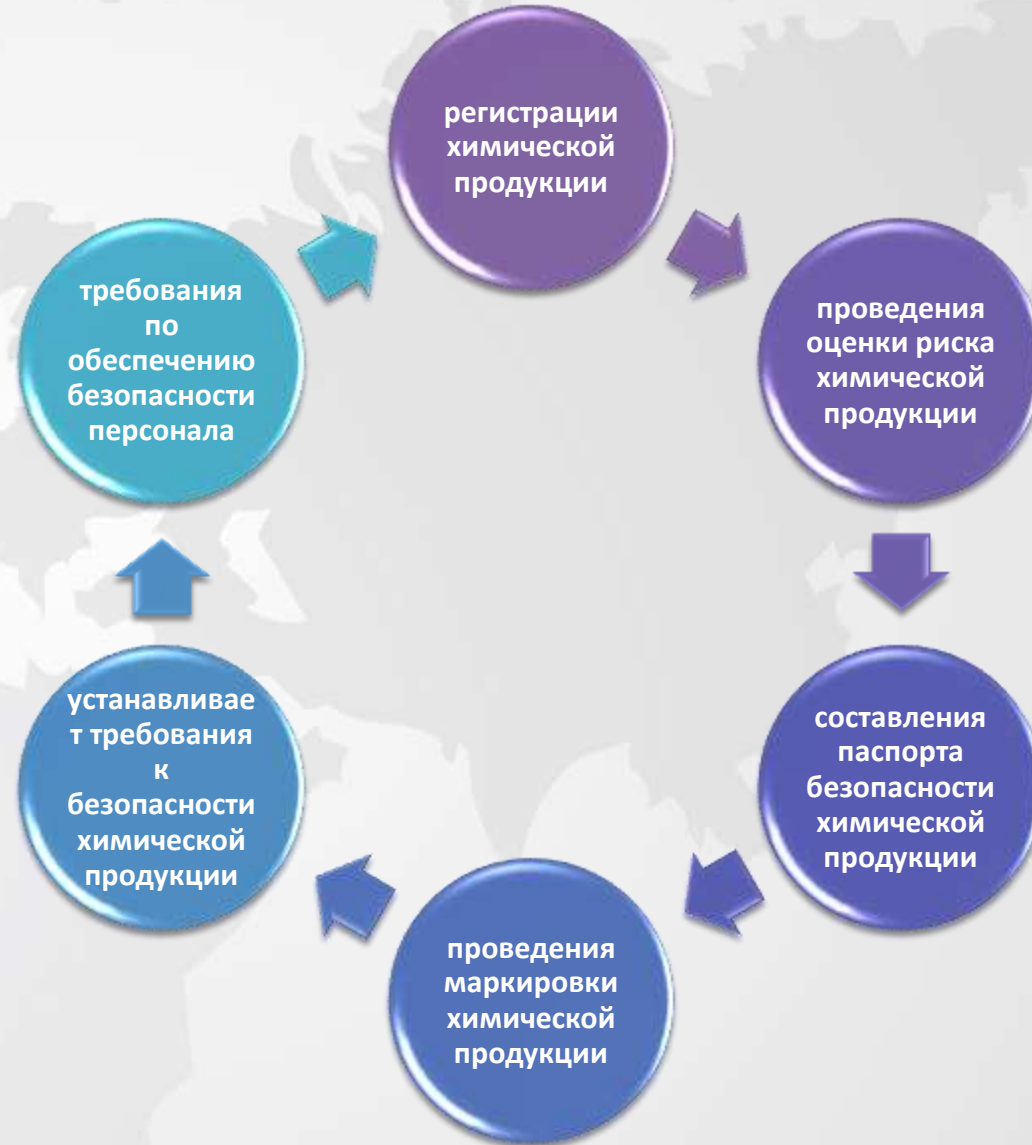 регистрации
химической
продукции
проведения
оценки риска
химической
продукции
составления
паспорта
безопасности
химической
продукции
проведения
маркировки
химической
продукции
устанавливае
т требования
к
безопасности
химической
продукции
требования
по
обеспечению
безопасности
персонала